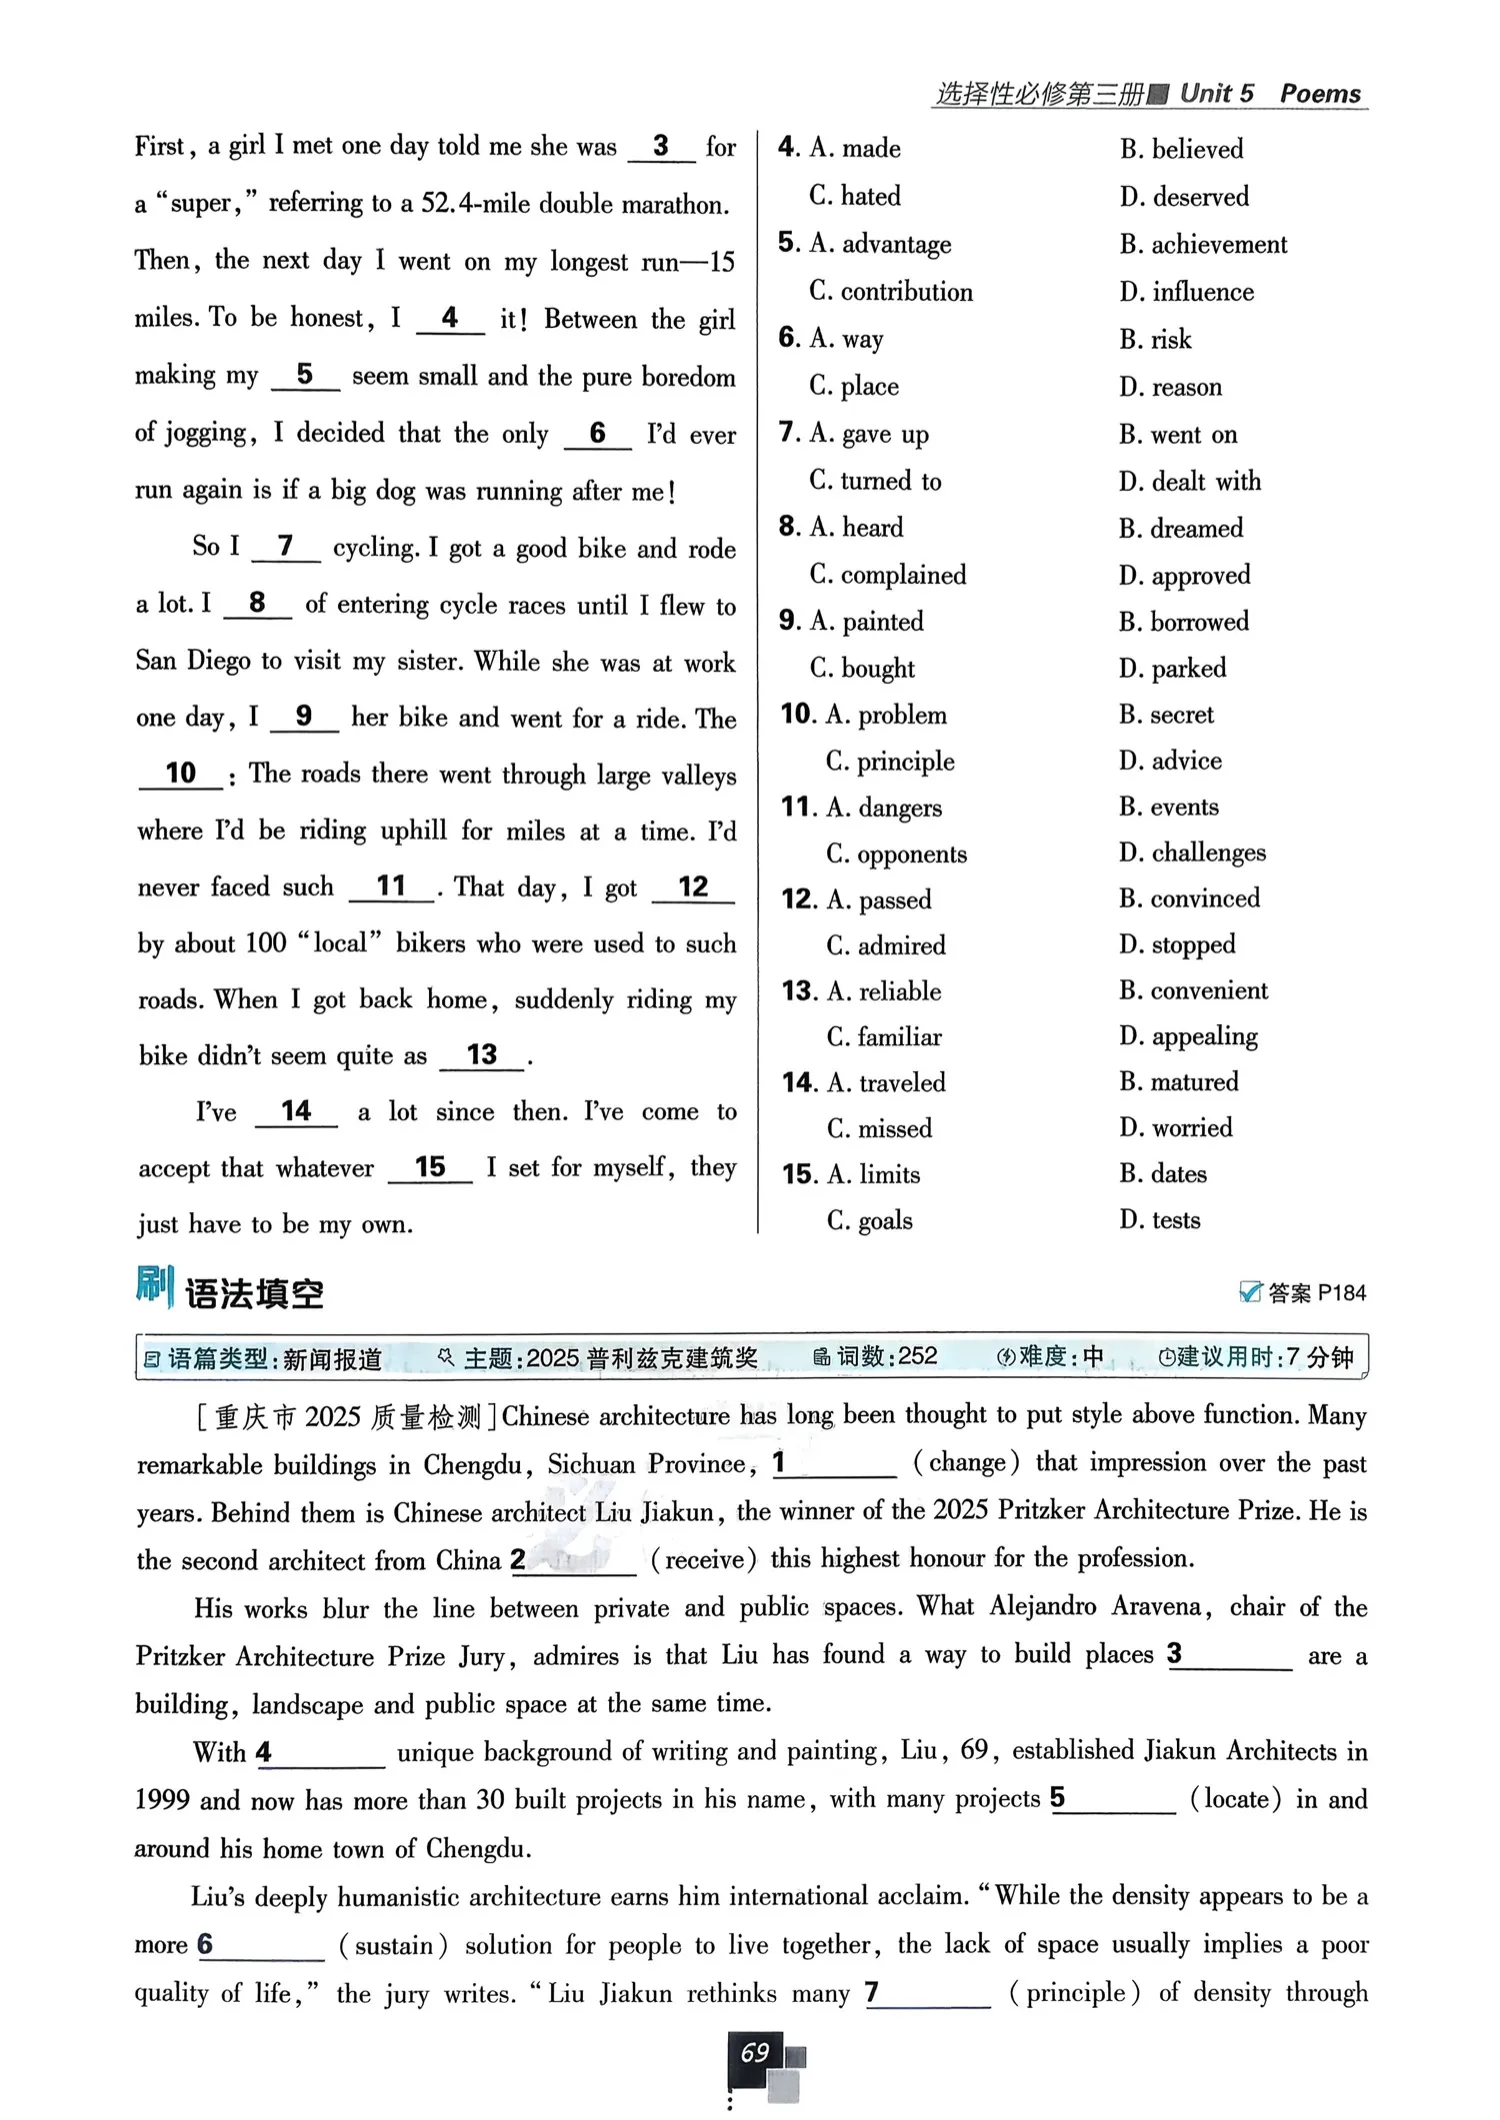 选择性必修第三册 Unit 5 Poems
First, a girl I met one day told me she was 3 for
a “super,” referring to a 52.4-mile double marathon.
Then, the next day I went on my longest run—15
miles. To be honest, I 4 it! Between the girl
making my 5 seem small and the pure boredom
of jogging, I decided that the only 6 I’d ever
run again is if a big dog was running after me!
So I 7 cycling. I got a good bike and rode
a lot. I 8 of entering cycle races until I flew to
San Diego to visit my sister. While she was at work
one day, I 9 her bike and went for a ride. The
10 : The roads there went through large valleys
where I’d be riding uphill for miles at a time. I’d
never faced such 11 . That day, I got 12
by about 100 “local” bikers who were used to such
roads. When I got back home, suddenly riding my
bike didn’t seem quite as 13 .
I’ve 14 a lot since then. I’ve come to
accept that whatever 15 I set for myself, they
just have to be my own.
4. A. made B. believed
C. hated D. deserved
5. A. advantage B. achievement
C. contribution D. influence
6. A. way B. risk
C. place D. reason
7. A. gave up B. went on
C. turned to D. dealt with
8. A. heard B. dreamed
C. complained D. approved
9. A. painted B. borrowed
C. bought D. parked
10. A. problem B. secret
C. principle D. advice
11. A. dangers B. events
C. opponents D. challenges
12. A. passed B. convinced
C. admired D. stopped
13. A. reliable B. convenient
C. familiar D. appealing
14. A. traveled B. matured
C. missed D. worried
15. A. limits B. dates
C. goals D. tests
刷 语法填空 答案 P184
语篇类型:新闻报道 主题:2025 普利兹克建筑奖 词数:252 难度:中 建议用时:7 分钟
[重庆市 2025 质量检测]Chinese architecture has long been thought to put style above function. Many
remarkable buildings in Chengdu, Sichuan Province, 1 (change) that impression over the past
years. Behind them is Chinese architect Liu Jiakun, the winner of the 2025 Pritzker Architecture Prize. He is
the second architect from China 2 (receive) this highest honour for the profession.
His works blur the line between private and public spaces. What Alejandro Aravena, chair of the
Pritzker Architecture Prize Jury, admires is that Liu has found a way to build places 3 are a
building, landscape and public space at the same time.
With 4 unique background of writing and painting, Liu, 69, established Jiakun Architects in
1999 and now has more than 30 built projects in his name, with many projects 5 (locate) in and
around his home town of Chengdu.
Liu’s deeply humanistic architecture earns him international acclaim. “While the density appears to be a
more 6 (sustain) solution for people to live together, the lack of space usually implies a poor
quality of life,” the jury writes. “Liu Jiakun rethinks many 7 (principle) of density through
69